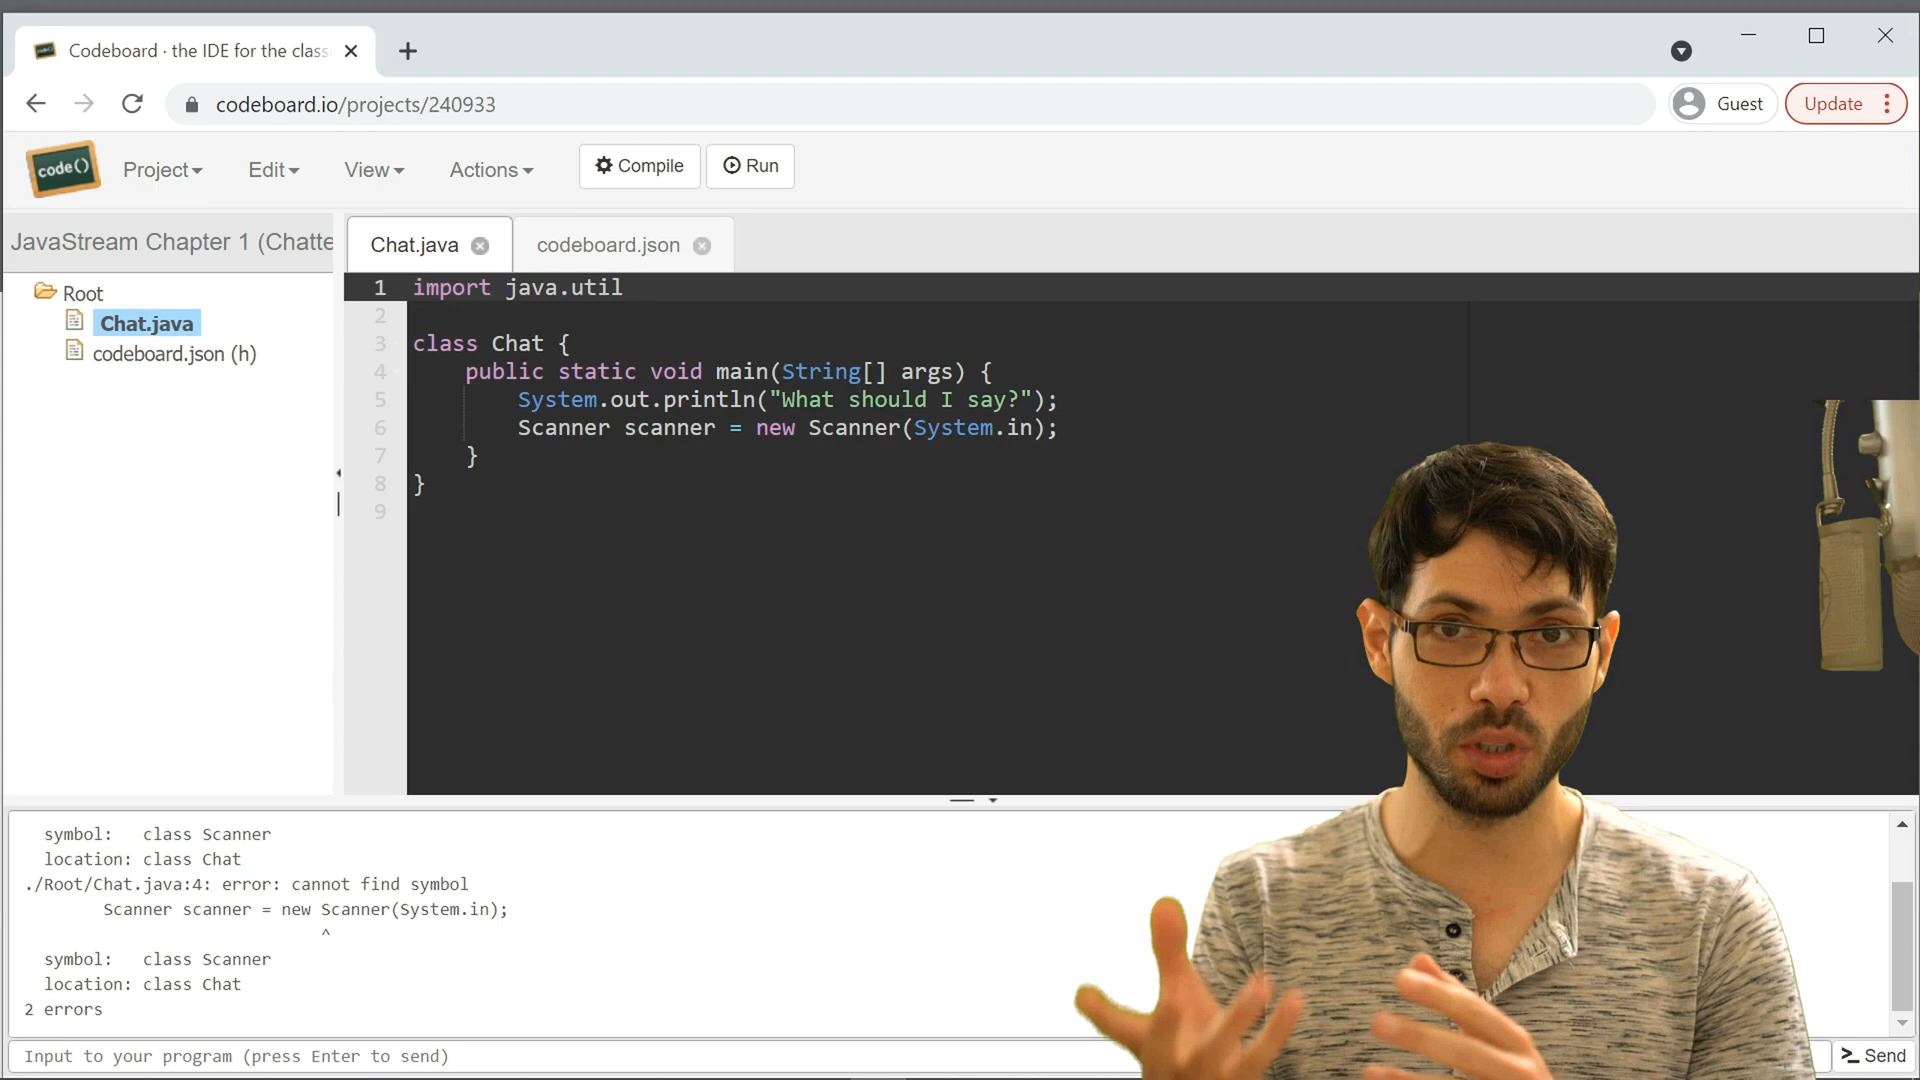 Codeboard · the IDE for the clas
codeboard.io/projects/240933
Guest
Update
code()
Project
Edit
View
Actions
Compile
Run
JavaStream Chapter 1 (Chatte
Chat.java
codeboard.json
Root
Chat.java
codeboard.json (h)
1 import java.util
2
3 class Chat {
4 public static void main(String[] args) {
5 System.out.println("What should I say?");
6 Scanner scanner = new Scanner(System.in);
7 }
8 }
9
symbol: class Scanner
location: class Chat
./Root/Chat.java:4: error: cannot find symbol
Scanner scanner = new Scanner(System.in);
^
symbol: class Scanner
location: class Chat
2 errors
Input to your program (press Enter to send)
Send